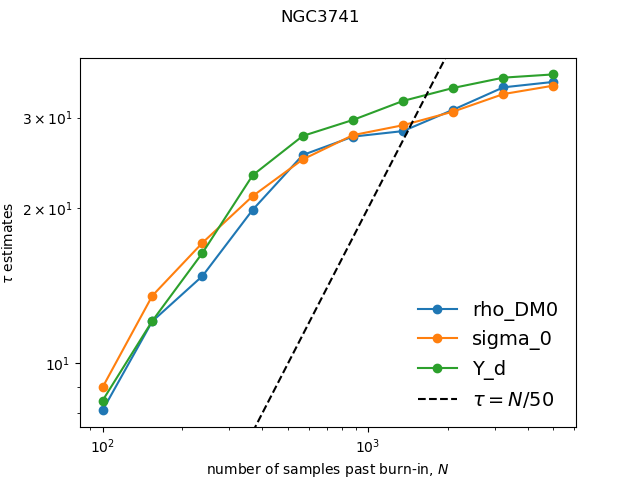 NGC3741
τ estimates
3 × 10¹
2 × 10¹
10¹
rho_DM0
sigma_0
Y_d
τ = N/50
10² 10³
number of samples past burn-in, N